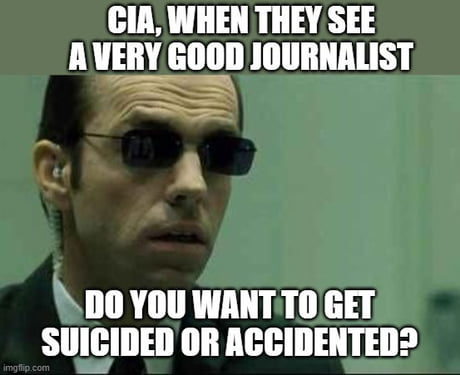 CIA, WHEN THEY SEE
A VERY GOOD JOURNALIST
DO YOU WANT TO GET
SUICIDED OR ACCIDENTED?
imgflip.com